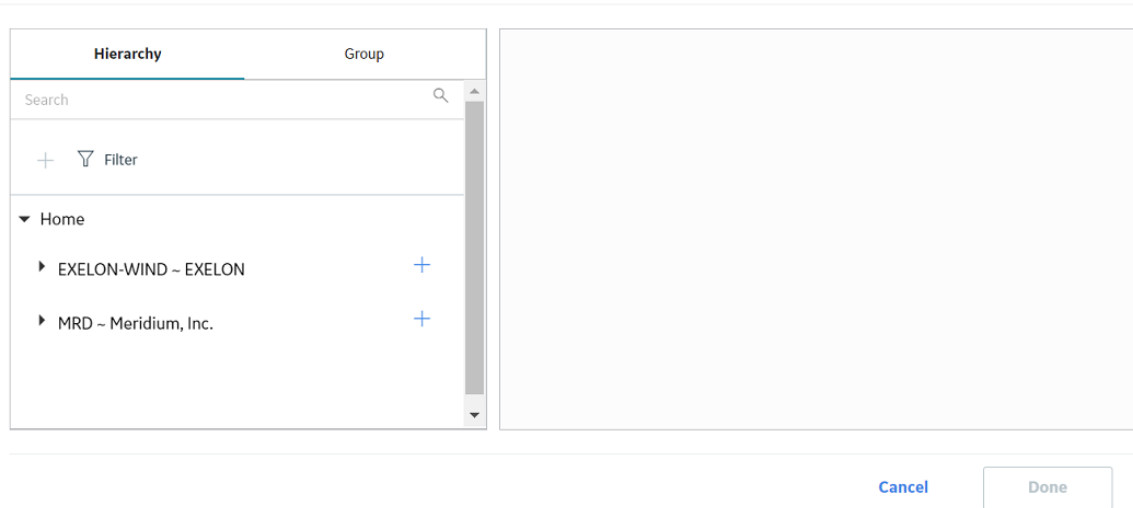 Hierarchy Group
Search
Filter
Home
EXELON-WIND ~ EXELON
MRD ~ Meridium, Inc.
Cancel Done